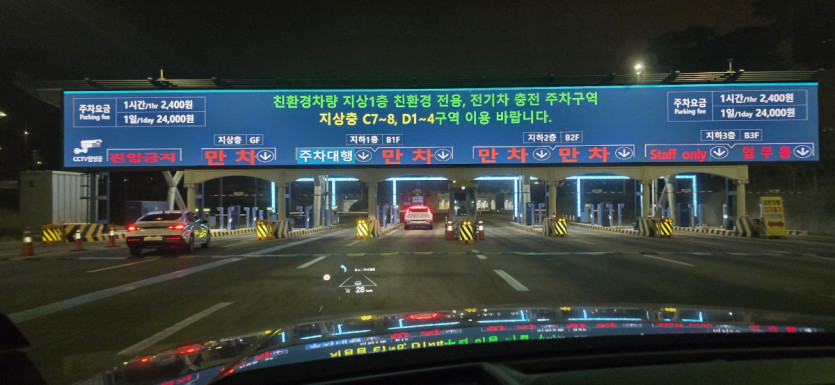 친환경차량 지상1층 친환경 전용, 전기차 충전 주차구역
지상층 C7~8, D1~4구역 이용 바랍니다.
주차요금
Parking fee
1시간/1hr 2,400원
1일/1day 24,000원
주차요금
Parking fee
1시간/1hr 2,400원
1일/1day 24,000원
CCTV촬영중
진입금지
지상층 GF
만 차
지하1층 B1F
주차대행
만 차
지하2층 B2F
만 차
만 차
지하3층 B3F
Staff only
업무용
28 km/h